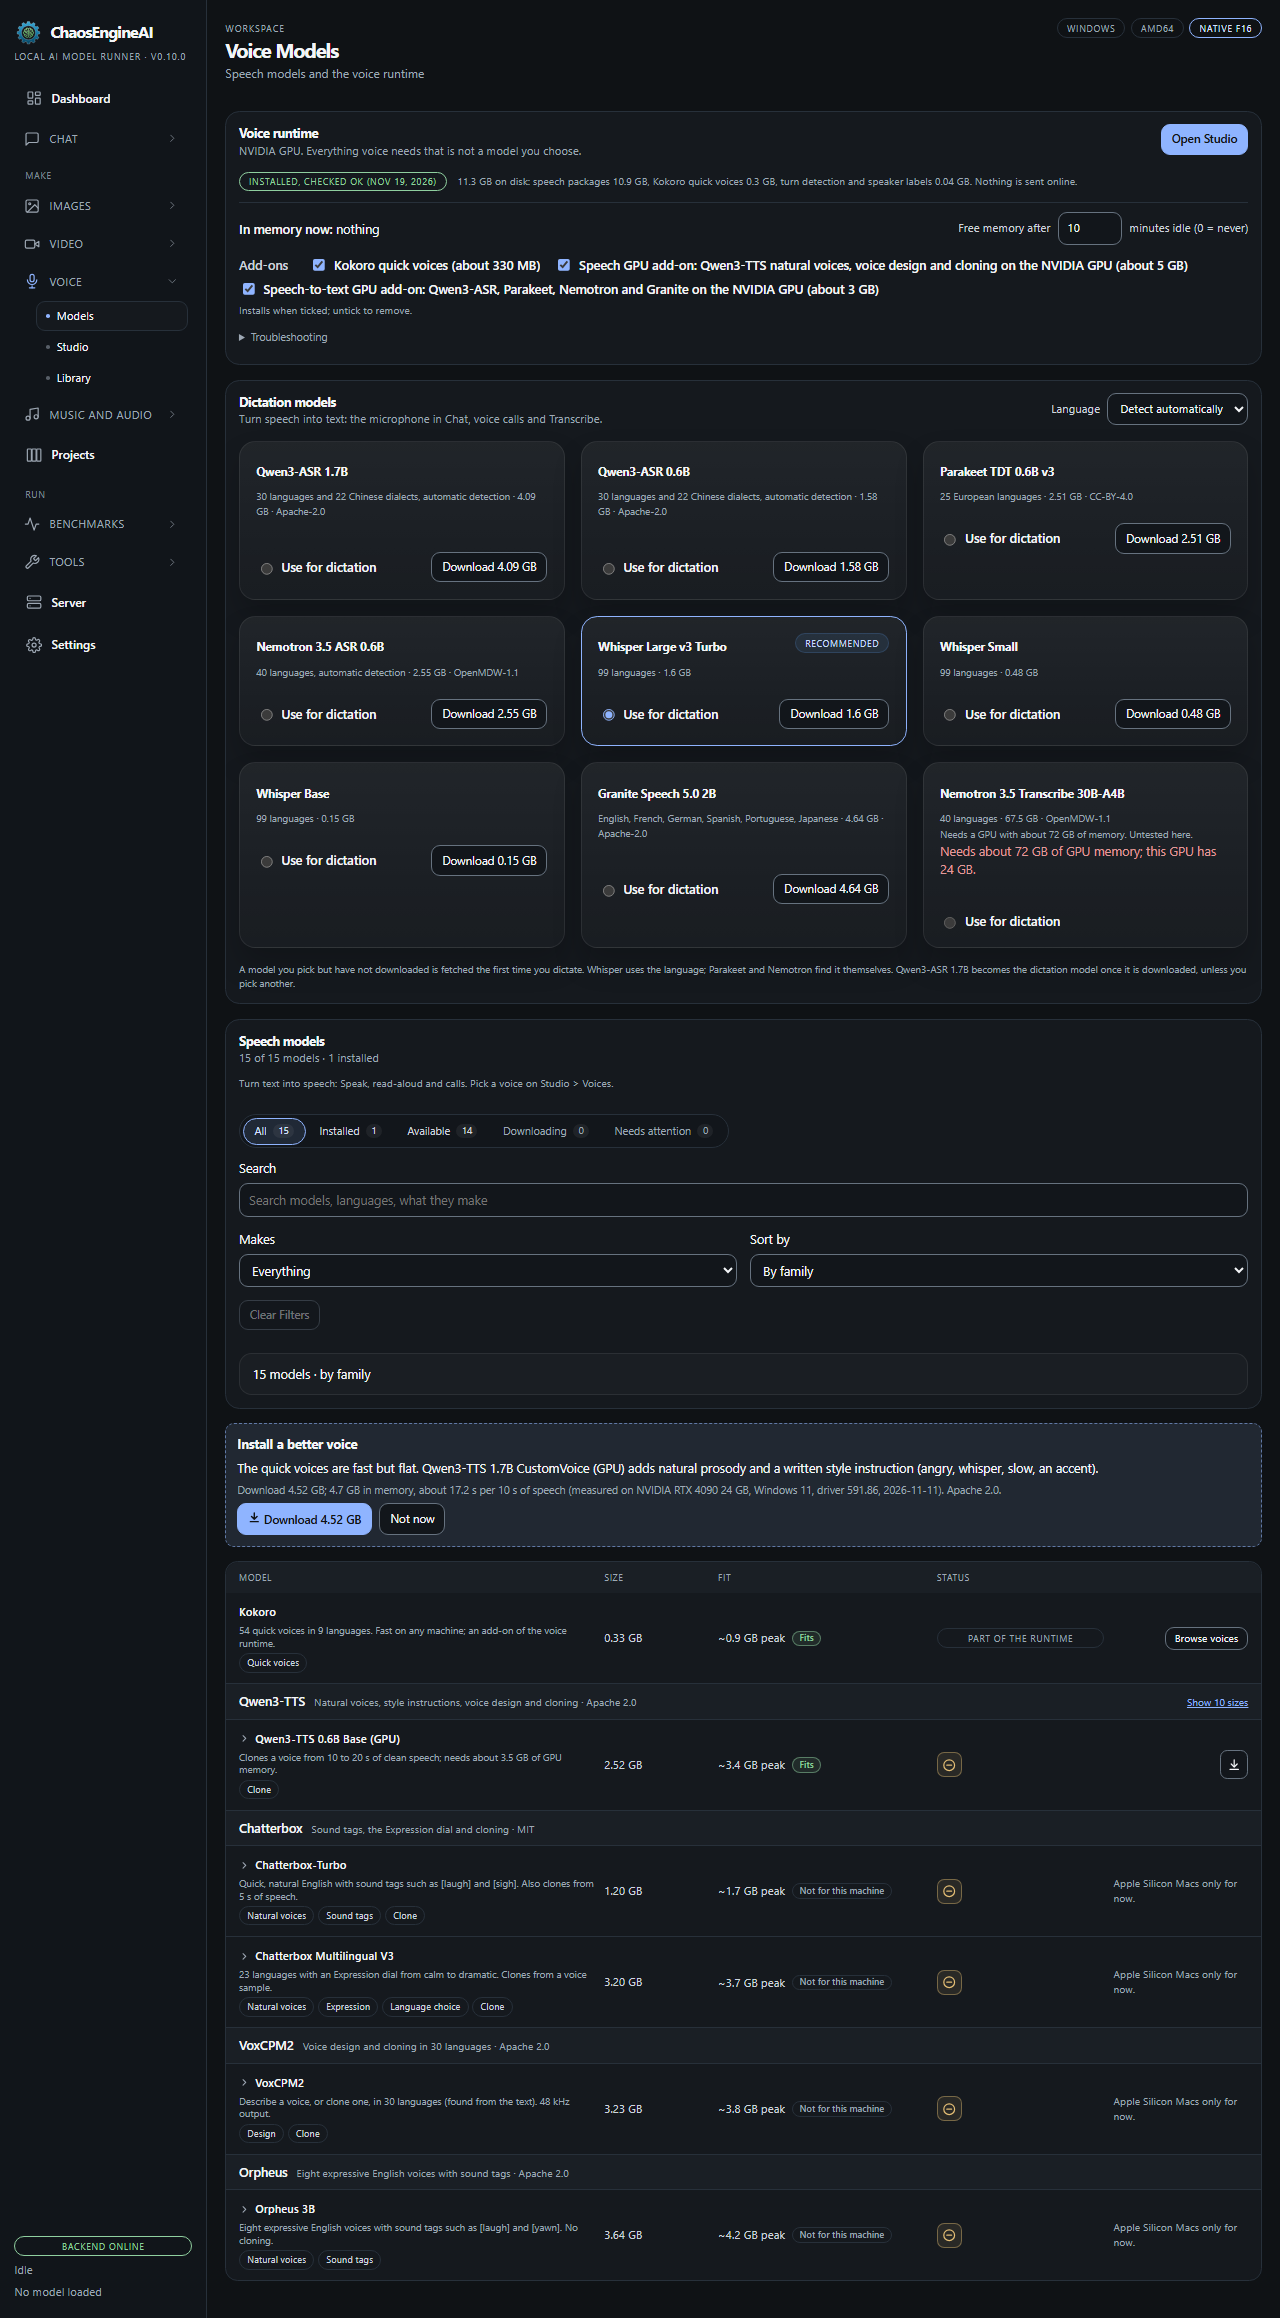 ChaosEngineAI
LOCAL AI MODEL RUNNER · V0.10.0
Dashboard
CHAT
MAKE
IMAGES
VIDEO
VOICE
Models
Studio
Library
MUSIC AND AUDIO
Projects
RUN
BENCHMARKS
TOOLS
Server
Settings
BACKEND ONLINE
Idle
No model loaded
WORKSPACE
Voice Models
Speech models and the voice runtime
WINDOWS
AMD64
NATIVE F16
Voice runtime
NVIDIA GPU. Everything voice needs that is not a model you choose.
Open Studio
INSTALLED, CHECKED OK (NOV 19, 2026)
11.3 GB on disk: speech packages 10.9 GB, Kokoro quick voices 0.3 GB, turn detection and speaker labels 0.04 GB. Nothing is sent online.
In memory now: nothing
Free memory after 10 minutes idle (0 = never)
Add-ons
Kokoro quick voices (about 330 MB)
Speech GPU add-on: Qwen3-TTS natural voices, voice design and cloning on the NVIDIA GPU (about 5 GB)
Speech-to-text GPU add-on: Qwen3-ASR, Parakeet, Nemotron and Granite on the NVIDIA GPU (about 3 GB)
Installs when ticked; untick to remove.
Troubleshooting
Dictation models
Turn speech into text: the microphone in Chat, voice calls and Transcribe.
Language
Detect automatically
Qwen3-ASR 1.7B
30 languages and 22 Chinese dialects, automatic detection · 4.09
GB · Apache-2.0
Use for dictation
Download 4.09 GB
Qwen3-ASR 0.6B
30 languages and 22 Chinese dialects, automatic detection · 1.58
GB · Apache-2.0
Use for dictation
Download 1.58 GB
Parakeet TDT 0.6B v3
25 European languages · 2.51 GB · CC-BY-4.0
Use for dictation
Download 2.51 GB
Nemotron 3.5 ASR 0.6B
40 languages, automatic detection · 2.55 GB · OpenMDW-1.1
Use for dictation
Download 2.55 GB
Whisper Large v3 Turbo
RECOMMENDED
99 languages · 1.6 GB
Use for dictation
Download 1.6 GB
Whisper Small
99 languages · 0.48 GB
Use for dictation
Download 0.48 GB
Whisper Base
99 languages · 0.15 GB
Use for dictation
Download 0.15 GB
Granite Speech 5.0 2B
English, French, German, Spanish, Portuguese, Japanese · 4.64 GB ·
Apache-2.0
Use for dictation
Download 4.64 GB
Nemotron 3.5 Transcribe 30B-A4B
40 languages · 67.5 GB · OpenMDW-1.1
Needs a GPU with about 72 GB of memory. Untested here.
Needs about 72 GB of GPU memory; this GPU has
24 GB.
Use for dictation
A model you pick but have not downloaded is fetched the first time you dictate. Whisper uses the language; Parakeet and Nemotron find it themselves. Qwen3-ASR 1.7B becomes the dictation model once it is downloaded, unless you
pick another.
Speech models
15 of 15 models · 1 installed
Turn text into speech: Speak, read-aloud and calls. Pick a voice on Studio > Voices.
All 15
Installed 1
Available 14
Downloading 0
Needs attention 0
Search
Search models, languages, what they make
Makes
Everything
Sort by
By family
Clear Filters
15 models · by family
Install a better voice
The quick voices are fast but flat. Qwen3-TTS 1.7B CustomVoice (GPU) adds natural prosody and a written style instruction (angry, whisper, slow, an accent).
Download 4.52 GB; 4.7 GB in memory, about 17.2 s per 10 s of speech (measured on NVIDIA RTX 4090 24 GB, Windows 11, driver 591.86, 2026-11-11). Apache 2.0.
Download 4.52 GB
Not now
MODEL
SIZE
FIT
STATUS
Kokoro
54 quick voices in 9 languages. Fast on any machine; an add-on of the voice
runtime.
Quick voices
0.33 GB
~0.9 GB peak
Fits
PART OF THE RUNTIME
Browse voices
Qwen3-TTS
Natural voices, style instructions, voice design and cloning · Apache 2.0
Show 10 sizes
Qwen3-TTS 0.6B Base (GPU)
Clones a voice from 10 to 20 s of clean speech; needs about 3.5 GB of GPU
memory.
Clone
2.52 GB
~3.4 GB peak
Fits
Chatterbox
Sound tags, the Expression dial and cloning · MIT
Chatterbox-Turbo
Quick, natural English with sound tags such as [laugh] and [sigh]. Also clones from
5 s of speech.
Natural voices
Sound tags
Clone
1.20 GB
~1.7 GB peak
Not for this machine
Apple Silicon Macs only for
now.
Chatterbox Multilingual V3
23 languages with an Expression dial from calm to dramatic. Clones from a voice
sample.
Natural voices
Expression
Language choice
Clone
3.20 GB
~3.7 GB peak
Not for this machine
Apple Silicon Macs only for
now.
VoxCPM2
Voice design and cloning in 30 languages · Apache 2.0
VoxCPM2
Describe a voice, or clone one, in 30 languages (found from the text). 48 kHz
output.
Design
Clone
3.23 GB
~3.8 GB peak
Not for this machine
Apple Silicon Macs only for
now.
Orpheus
Eight expressive English voices with sound tags · Apache 2.0
Orpheus 3B
Eight expressive English voices with sound tags such as [laugh] and [yawn]. No
cloning.
Natural voices
Sound tags
3.64 GB
~4.2 GB peak
Not for this machine
Apple Silicon Macs only for
now.